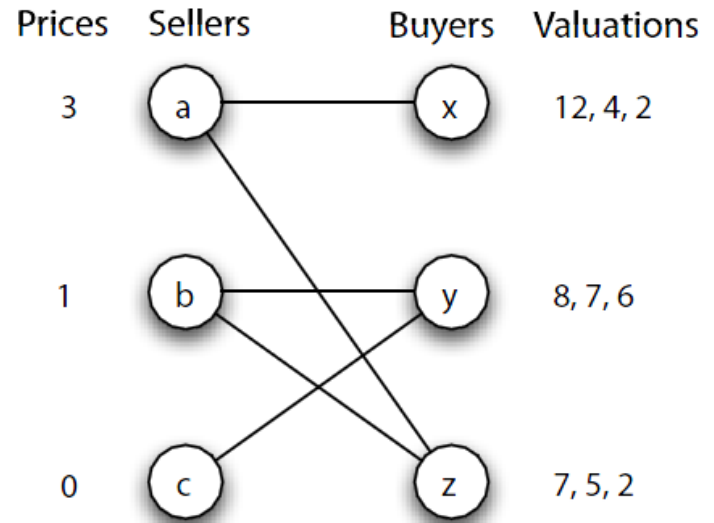 Prices Sellers Buyers Valuations
3 a x 12, 4, 2
1 b y 8, 7, 6
0 c z 7, 5, 2